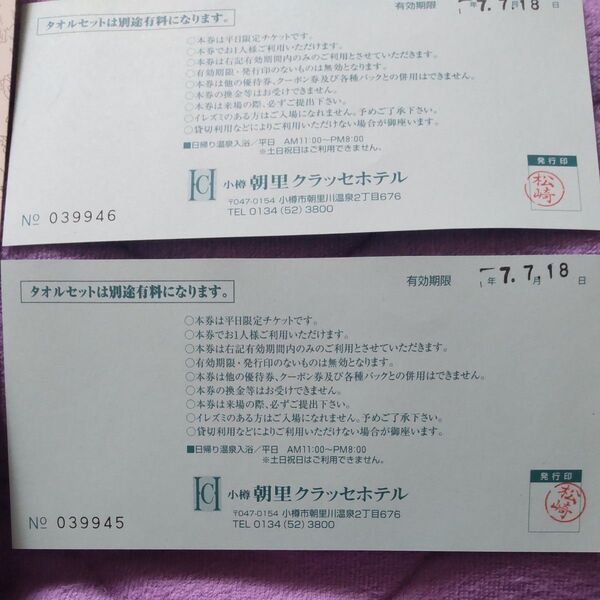 タオルセットは別途有料になります。
有効期限 7.7.18
年 月 日
○本券は平日限定チケットです。
○本券でお1人様ご利用いただけます。
○本券は右記有効期間内のみのご利用とさせていただきます。
○有効期限・発行印のないものは無効となります。
○本券は他の優待券、クーポン券及び各種パックとの併用はできません。
○本券の換金等はお受けできません。
○本券は来場の際、必ずご提出下さい。
○イレズミのある方はご入場になれません。予めご了承下さい。
○貸切利用などによりご利用いただけない場合が御座います。
■日帰り温泉入浴/平日 AM11:00~PM8:00
※土日祝日はご利用できません。
小樽 朝里クラッセホテル
〒047-0154 小樽市朝里川温泉2丁目676
TEL 0134 (52) 3800
No 039946
発行印
松崎
タオルセットは別途有料になります。
有効期限 7.7.18
年 月 日
○本券は平日限定チケットです。
○本券でお1人様ご利用いただけます。
○本券は右記有効期間内のみのご利用とさせていただきます。
○有効期限・発行印のないものは無効となります。
○本券は他の優待券、クーポン券及び各種パックとの併用はできません。
○本券の換金等はお受けできません。
○本券は来場の際、必ずご提出下さい。
○イレズミのある方はご入場になれません。予めご了承下さい。
○貸切利用などによりご利用いただけない場合が御座います。
■日帰り温泉入浴/平日 AM11:00~PM8:00
※土日祝日はご利用できません。
小樽 朝里クラッセホテル
〒047-0154 小樽市朝里川温泉2丁目676
TEL 0134 (52) 3800
No 039945
発行印
松崎